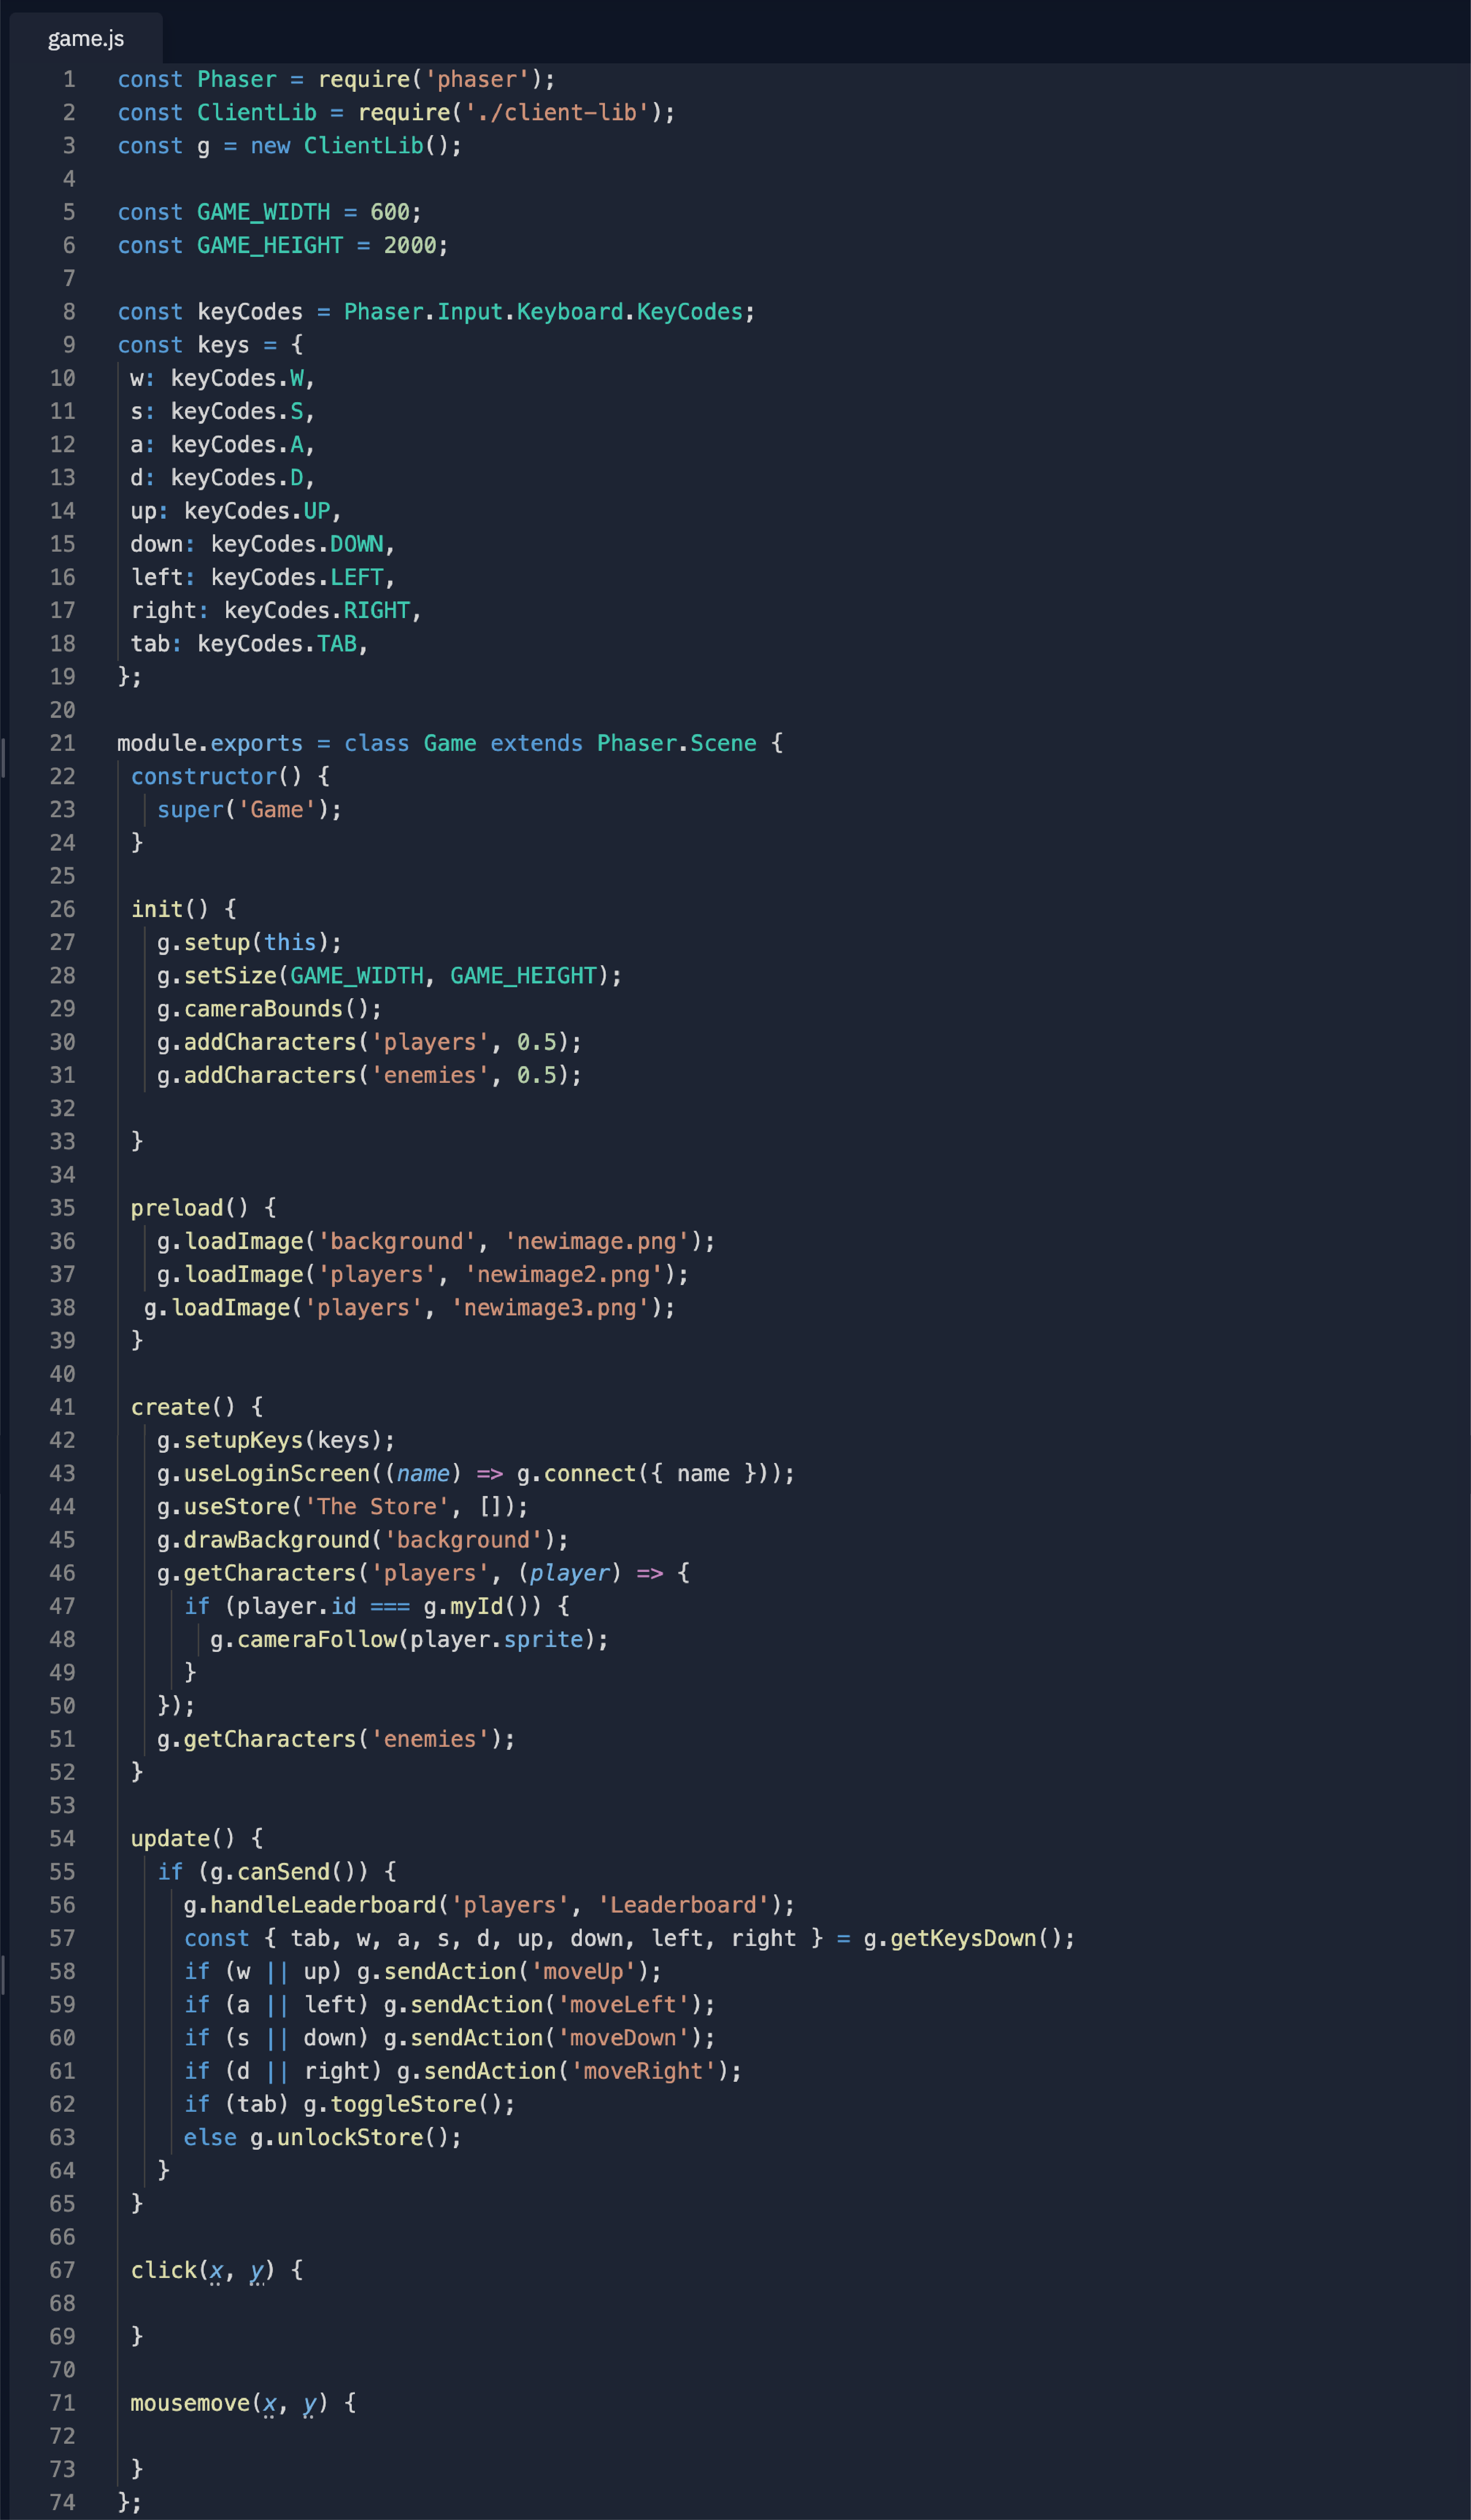 game.js
1 const Phaser = require('phaser');
2 const ClientLib = require('./client-lib');
3 const g = new ClientLib();
4
5 const GAME_WIDTH = 600;
6 const GAME_HEIGHT = 2000;
7
8 const keyCodes = Phaser.Input.Keyboard.KeyCodes;
9 const keys = {
10 w: keyCodes.W,
11 s: keyCodes.S,
12 a: keyCodes.A,
13 d: keyCodes.D,
14 up: keyCodes.UP,
15 down: keyCodes.DOWN,
16 left: keyCodes.LEFT,
17 right: keyCodes.RIGHT,
18 tab: keyCodes.TAB,
19 };
20
21 module.exports = class Game extends Phaser.Scene {
22 constructor() {
23 super('Game');
24 }
25
26 init() {
27 g.setup(this);
28 g.setSize(GAME_WIDTH, GAME_HEIGHT);
29 g.cameraBounds();
30 g.addCharacters('players', 0.5);
31 g.addCharacters('enemies', 0.5);
32
33 }
34
35 preload() {
36 g.loadImage('background', 'newimage.png');
37 g.loadImage('players', 'newimage2.png');
38 g.loadImage('players', 'newimage3.png');
39 }
40
41 create() {
42 g.setupKeys(keys);
43 g.useLoginScreen((name) => g.connect({ name }));
44 g.useStore('The Store', []);
45 g.drawBackground('background');
46 g.getCharacters('players', (player) => {
47 if (player.id === g.myId()) {
48 g.cameraFollow(player.sprite);
49 }
50 });
51 g.getCharacters('enemies');
52 }
53
54 update() {
55 if (g.canSend()) {
56 g.handleLeaderboard('players', 'Leaderboard');
57 const { tab, w, a, s, d, up, down, left, right } = g.getKeysDown();
58 if (w || up) g.sendAction('moveUp');
59 if (a || left) g.sendAction('moveLeft');
60 if (s || down) g.sendAction('moveDown');
61 if (d || right) g.sendAction('moveRight');
62 if (tab) g.toggleStore();
63 else g.unlockStore();
64 }
65 }
66
67 click(x, y) {
68
69 }
70
71 mousemove(x, y) {
72
73 }
74 };